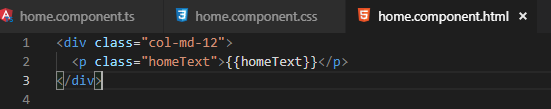 home.component.ts home.component.css home.component.html ×
1 <div class="col-md-12">
2 <p class="homeText">{{homeText}}</p>
3 </div>
4